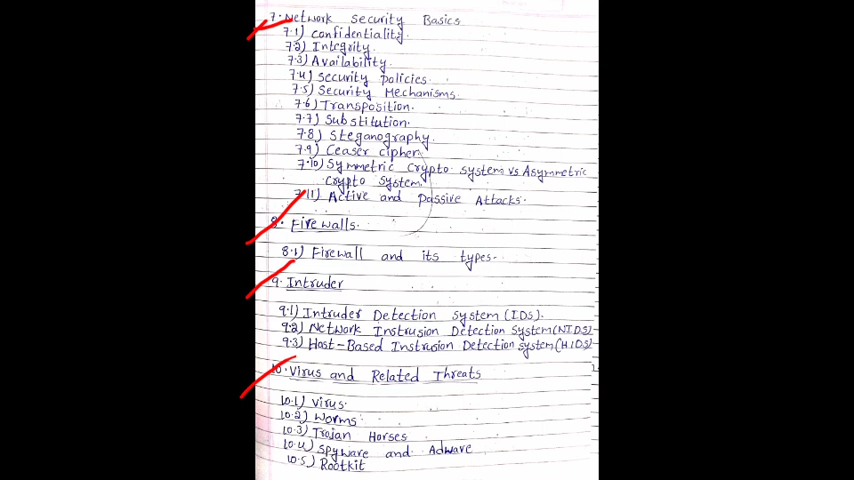 7. Network Security Basics
7.1) Confidentiality.
7.2) Integrity
7.3) Availability.
7.4) Security policies.
7.5) Security Mechanisms.
7.6) Transposition.
7.7) Substitution.
7.8) Steganography.
7.9) Ceaser cipher.
7.10) Symmetric Crypto system vs Asymmetric
Crypto system.
7.11) Active and Passive Attacks.
8. Firewalls.
8.1) Firewall and its types.
9. Intruder
9.1) Intruder Detection System (IDS).
9.2) Network Instrusion Detection System (NIDS).
9.3) Host-Based Instrusion Detection system (HIDS)
10. Virus and Related Threats
10.1) Virus.
10.2) Worms
10.3) Trojan Horses
10.4) Spyware and Adwave
10.5) Rootkit